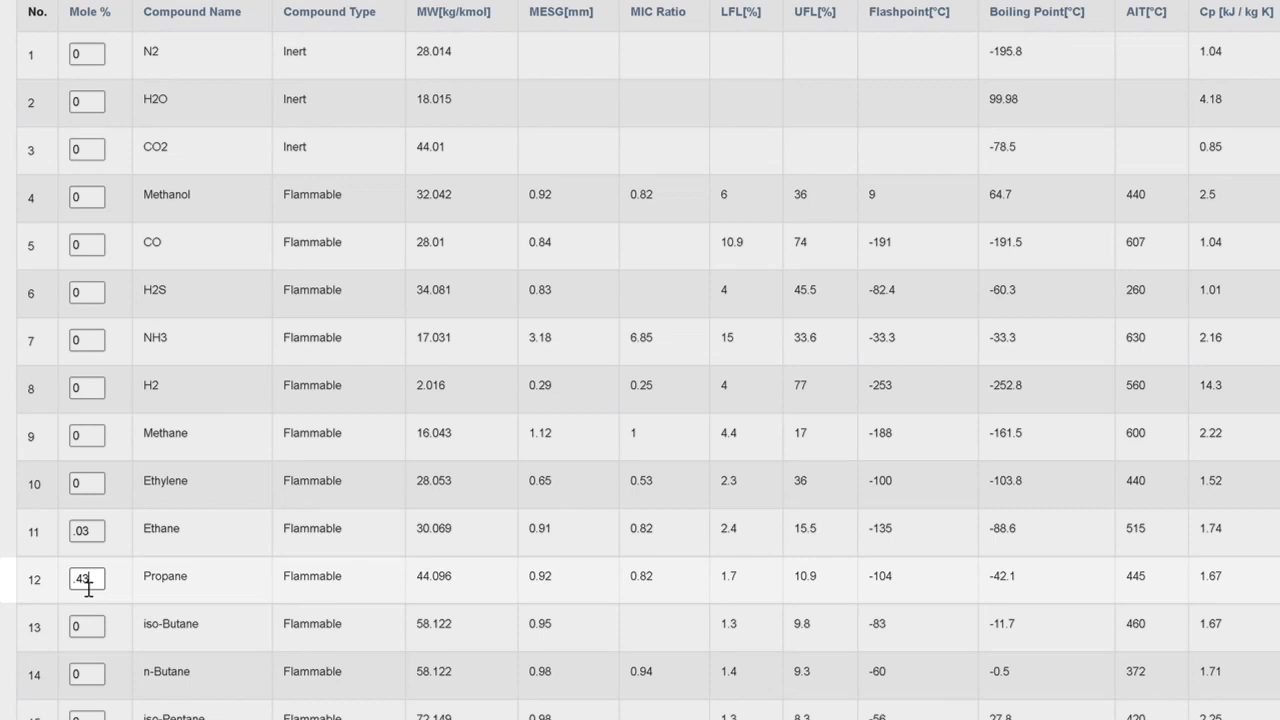 No. Mole % Compound Name Compound Type MW[kg/kmol] MESG[mm] MIC Ratio LFL[%] UFL[%] Flashpoint[°C] Boiling Point[°C] AIT[°C] Cp [kJ / kg K]
1 0 N2 Inert 28.014 -195.8 1.04
2 0 H2O Inert 18.015 99.98 4.18
3 0 CO2 Inert 44.01 -78.5 0.85
4 0 Methanol Flammable 32.042 0.92 0.82 6 36 9 64.7 440 2.5
5 0 CO Flammable 28.01 0.84 10.9 74 -191 -191.5 607 1.04
6 0 H2S Flammable 34.081 0.83 4 45.5 -82.4 -60.3 260 1.01
7 0 NH3 Flammable 17.031 3.18 6.85 15 33.6 -33.3 -33.3 630 2.16
8 0 H2 Flammable 2.016 0.29 0.25 4 77 -253 -252.8 560 14.3
9 0 Methane Flammable 16.043 1.12 1 4.4 17 -188 -161.5 600 2.22
10 0 Ethylene Flammable 28.053 0.65 0.53 2.3 36 -100 -103.8 440 1.52
11 .03 Ethane Flammable 30.069 0.91 0.82 2.4 15.5 -135 -88.6 515 1.74
12 .43 Propane Flammable 44.096 0.92 0.82 1.7 10.9 -104 -42.1 445 1.67
13 0 iso-Butane Flammable 58.122 0.95 1.3 9.8 -83 -11.7 460 1.67
14 0 n-Butane Flammable 58.122 0.98 0.94 1.4 9.3 -60 -0.5 372 1.71
iso-Pentane Flammable 72.149 0.98 1.3 8.3 -56 27.8 420 2.25